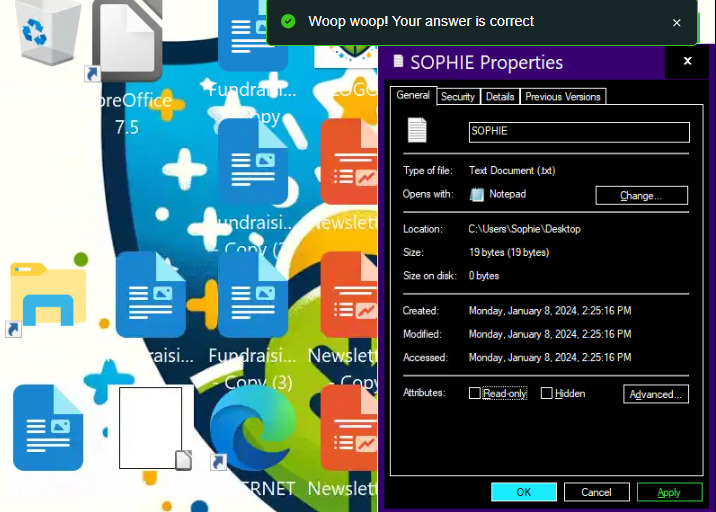 Woop woop! Your answer is correct
×
SOPHIE Properties
x
General
Security
Details
Previous Versions
SOPHIE
Type of file: Text Document (.txt)
Opens with: Notepad
Change...
Location: C:\Users\Sophie\Desktop
Size: 19 bytes (19 bytes)
Size on disk: 0 bytes
Created: Monday, January 8, 2024, 2:25:16 PM
Modified: Monday, January 8, 2024, 2:25:16 PM
Accessed: Monday, January 8, 2024, 2:25:16 PM
Attributes: Read-only Hidden
Advanced...
OK
Cancel
Apply
breOffice
7.5
Fundraisi...
Copy
LOGO
undraisi...
- Copy (2)
Newslett
raisi...
Fundraisi...
- Copy (3)
Newslett
- Copy
ERNET
Newslett